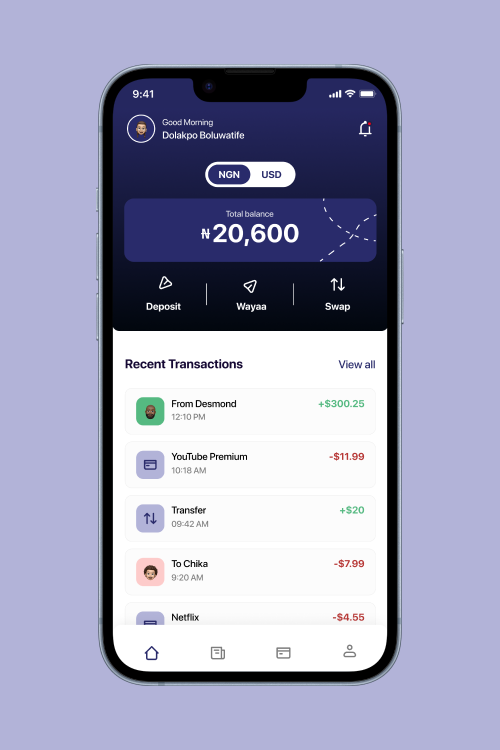 9:41
Good Morning
Dolakpo Boluwatife
NGN USD
Total balance
₦20,600
Deposit Wayaa Swap
Recent Transactions View all
From Desmond +$300.25
12:10 PM
YouTube Premium -$11.99
10:18 AM
Transfer +$20
09:42 AM
To Chika -$7.99
9:20 AM
Netflix -$4.55